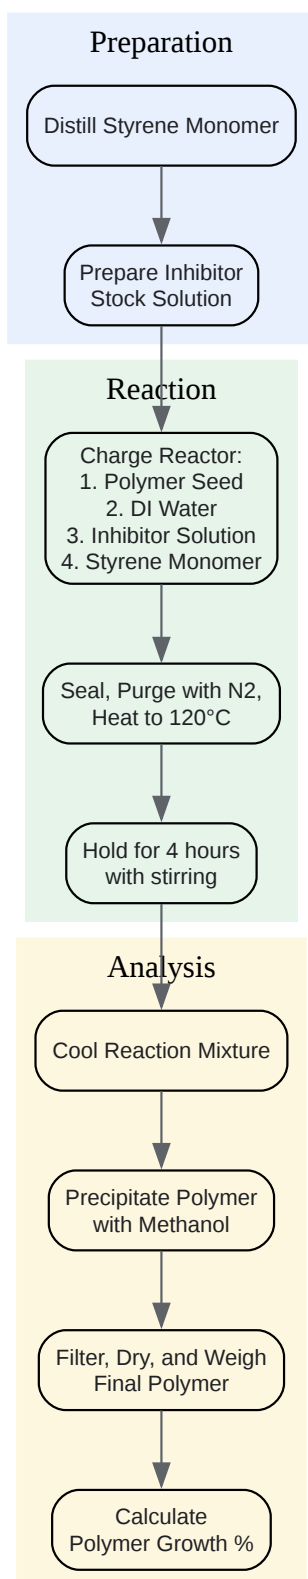 Preparation
Distill Styrene Monomer
Prepare Inhibitor
Stock Solution
Reaction
Charge Reactor:
1. Polymer Seed
2. DI Water
3. Inhibitor Solution
4. Styrene Monomer
Seal, Purge with N2,
Heat to 120°C
Hold for 4 hours
with stirring
Analysis
Cool Reaction Mixture
Precipitate Polymer
with Methanol
Filter, Dry, and Weigh
Final Polymer
Calculate
Polymer Growth %